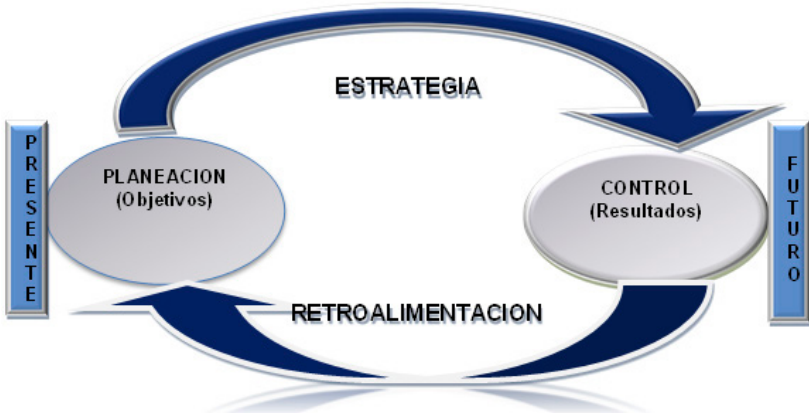 ESTRATEGIA
PRESENTE
PLANEACION
(Objetivos)
CONTROL
(Resultados)
FUTURO
RETROALIMENTACION